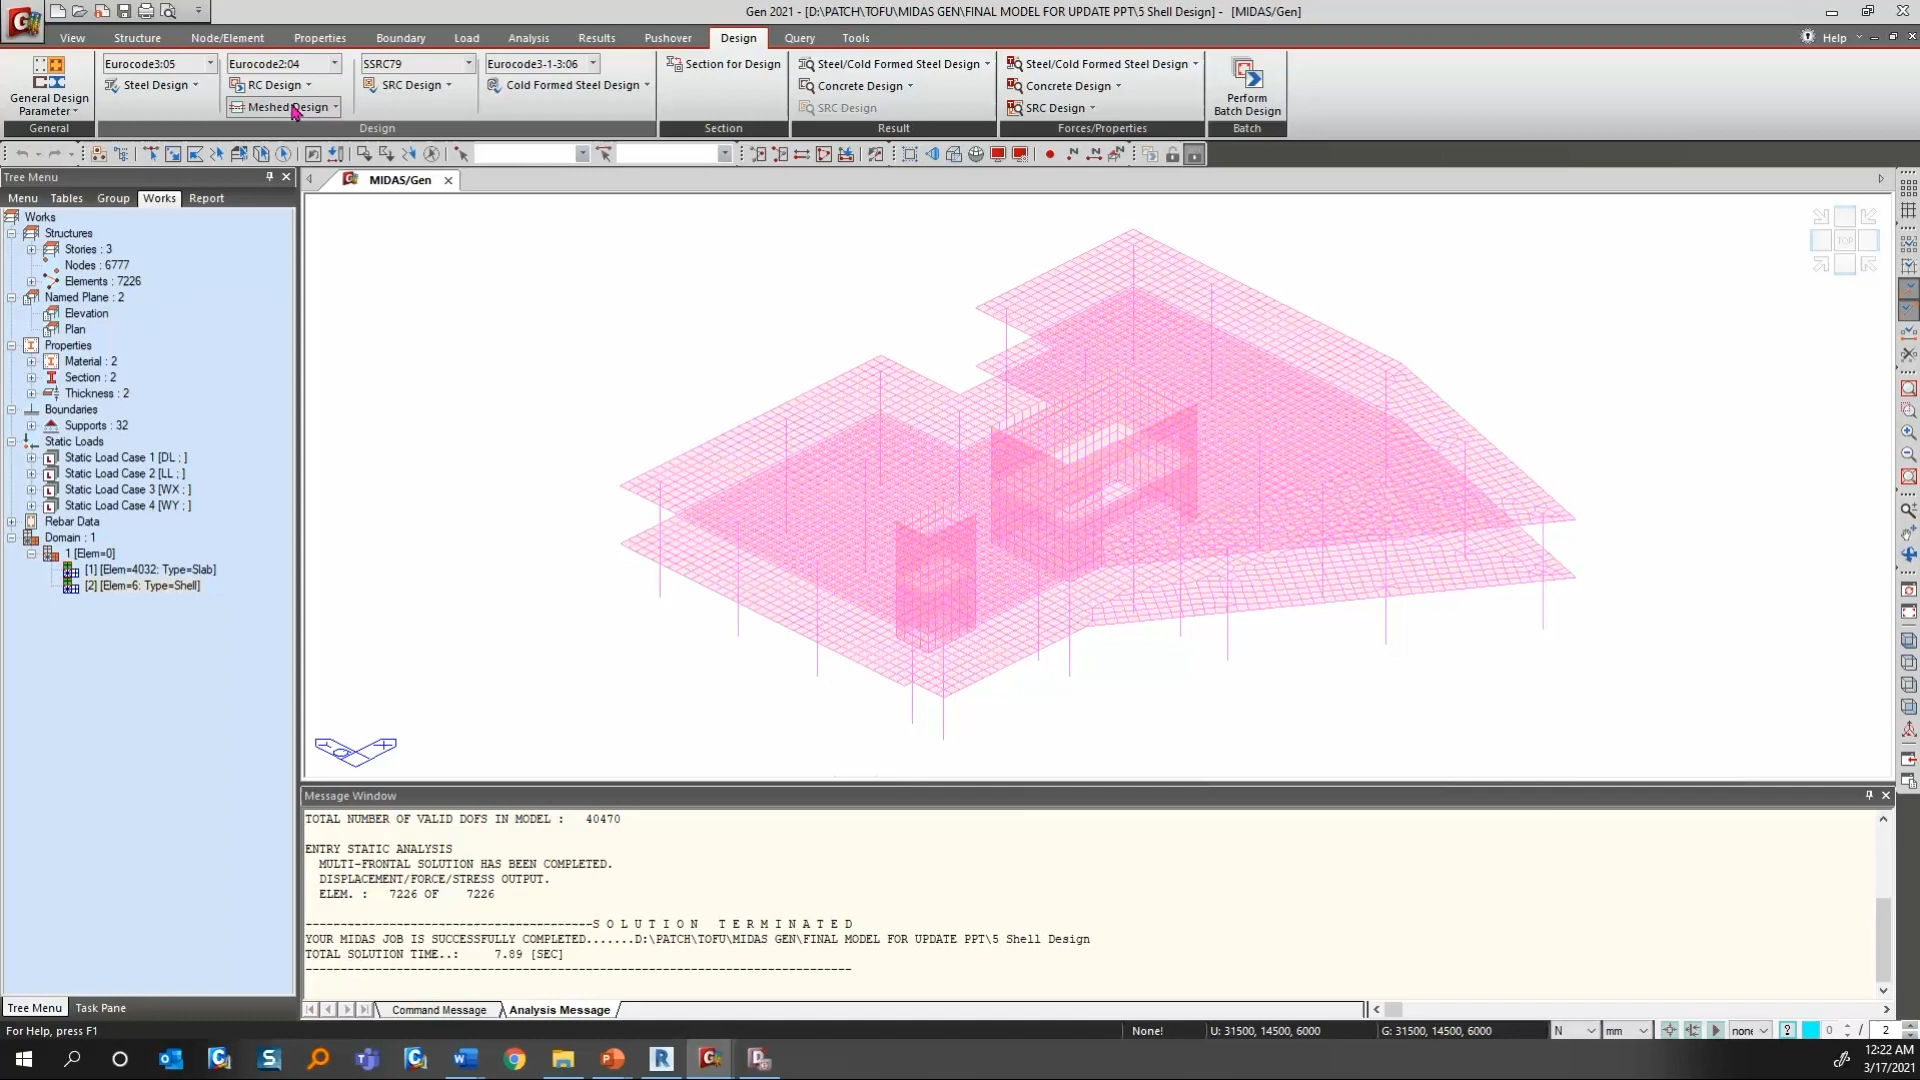 Gen 2021 - [D:\PATCH\TOFU\MIDAS GEN\FINAL MODEL FOR UPDATE PPT\5 Shell Design] - [MIDAS/Gen]
View Structure Node/Element Properties Boundary Load Analysis Results Pushover Design Query Tools Help
Eurocode3:05 Eurocode2:04 SSRC79 Eurocode3-1-3:06 Section for Design Steel/Cold Formed Steel Design Steel/Cold Formed Steel Design
Steel Design RC Design SRC Design Cold Formed Steel Design Concrete Design Concrete Design
General Design Parameter Meshed Design SRC Design SRC Design Perform Batch Design
General Design Section Result Forces/Properties Batch
Tree Menu
MIDAS/Gen
Menu Tables Group Works Report
Works
Structures
Stories : 3
Nodes : 6777
Elements : 7226
Named Plane : 2
Elevation
Plan
Properties
Material : 2
Section : 2
Thickness : 2
Boundaries
Supports : 32
Static Loads
Static Load Case 1 [DL ; ]
Static Load Case 2 [LL ; ]
Static Load Case 3 [WX ; ]
Static Load Case 4 [WY ; ]
Rebar Data
Domain : 1
1 [Elem=0]
[1] [Elem=4032: Type=Slab]
[2] [Elem=6: Type=Shell]
TOP
Message Window
TOTAL NUMBER OF VALID DOFS IN MODEL : 40470
ENTRY STATIC ANALYSIS
MULTI-FRONTAL SOLUTION HAS BEEN COMPLETED.
DISPLACEMENT/FORCE/STRESS OUTPUT.
ELEM. : 7226 OF 7226
----------------------------------------S O L U T I O N T E R M I N A T E D
YOUR MIDAS JOB IS SUCCESSFULLY COMPLETED.......D:\PATCH\TOFU\MIDAS GEN\FINAL MODEL FOR UPDATE PPT\5 Shell Design
TOTAL SOLUTION TIME..: 7.89 [SEC]
Tree Menu Task Pane
Command Message Analysis Message
For Help, press F1
None! U: 31500, 14500, 6000 G: 31500, 14500, 6000 N mm none ? 0 / 2
12:22 AM
3/17/2021